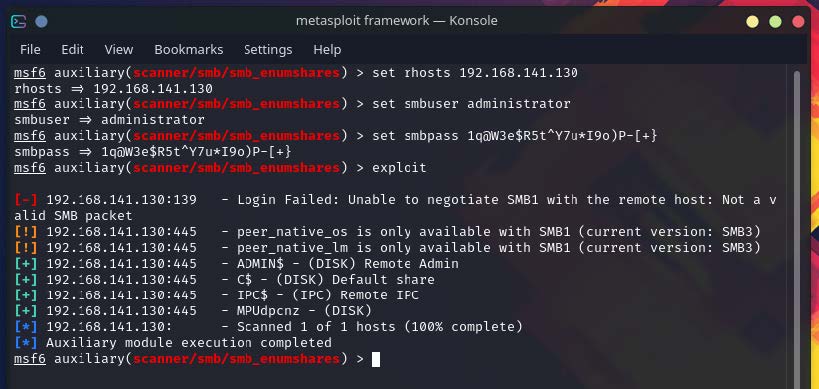 metasploit framework — Konsole
File Edit View Bookmarks Settings Help
msf6 auxiliary(scanner/smb/smb_enumshares) > set rhosts 192.168.141.130
rhosts => 192.168.141.130
msf6 auxiliary(scanner/smb/smb_enumshares) > set smbuser administrator
smbuser => administrator
msf6 auxiliary(scanner/smb/smb_enumshares) > set smbpass 1q@W3e$R5t^Y7u*I9o)P-[+}
smbpass => 1q@W3e$R5t^Y7u*I9o)P-[+}
msf6 auxiliary(scanner/smb/smb_enumshares) > exploit
[-] 192.168.141.130:139 - Login Failed: Unable to negotiate SMB1 with the remote host: Not a v
alid SMB packet
[!] 192.168.141.130:445 - peer_native_os is only available with SMB1 (current version: SMB3)
[!] 192.168.141.130:445 - peer_native_lm is only available with SMB1 (current version: SMB3)
[+] 192.168.141.130:445 - ADMIN$ - (DISK) Remote Admin
[+] 192.168.141.130:445 - C$ - (DISK) Default share
[+] 192.168.141.130:445 - IPC$ - (IPC) Remote IPC
[+] 192.168.141.130:445 - MPUdpcnz - (DISK)
[*] 192.168.141.130: - Scanned 1 of 1 hosts (100% complete)
[*] Auxiliary module execution completed
msf6 auxiliary(scanner/smb/smb_enumshares) >